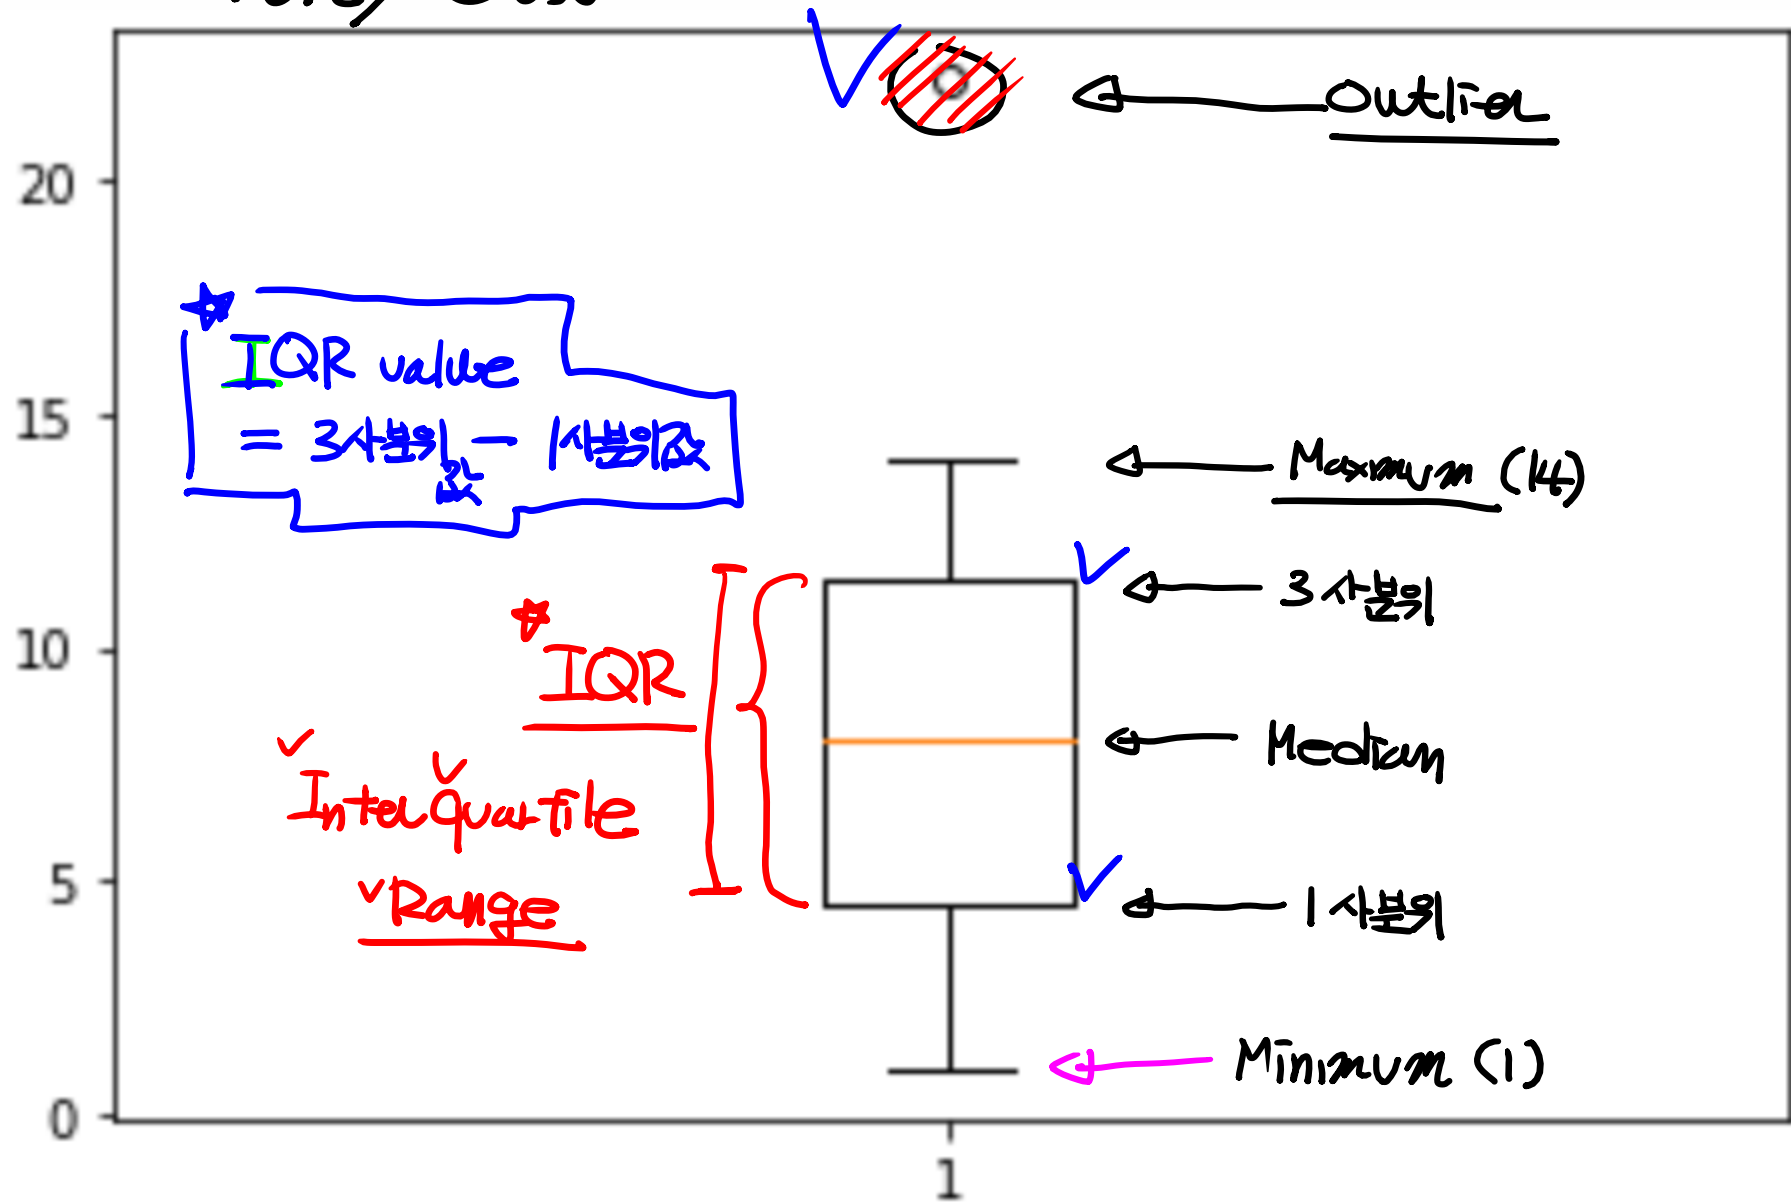 Outlier
20
IQR value
= 3사분위값 - 1사분위값
15
Maximum (14)
3사분위
10
IQR
Median
InterQuartile
Range
5
1사분위
Minimum (1)
0
1